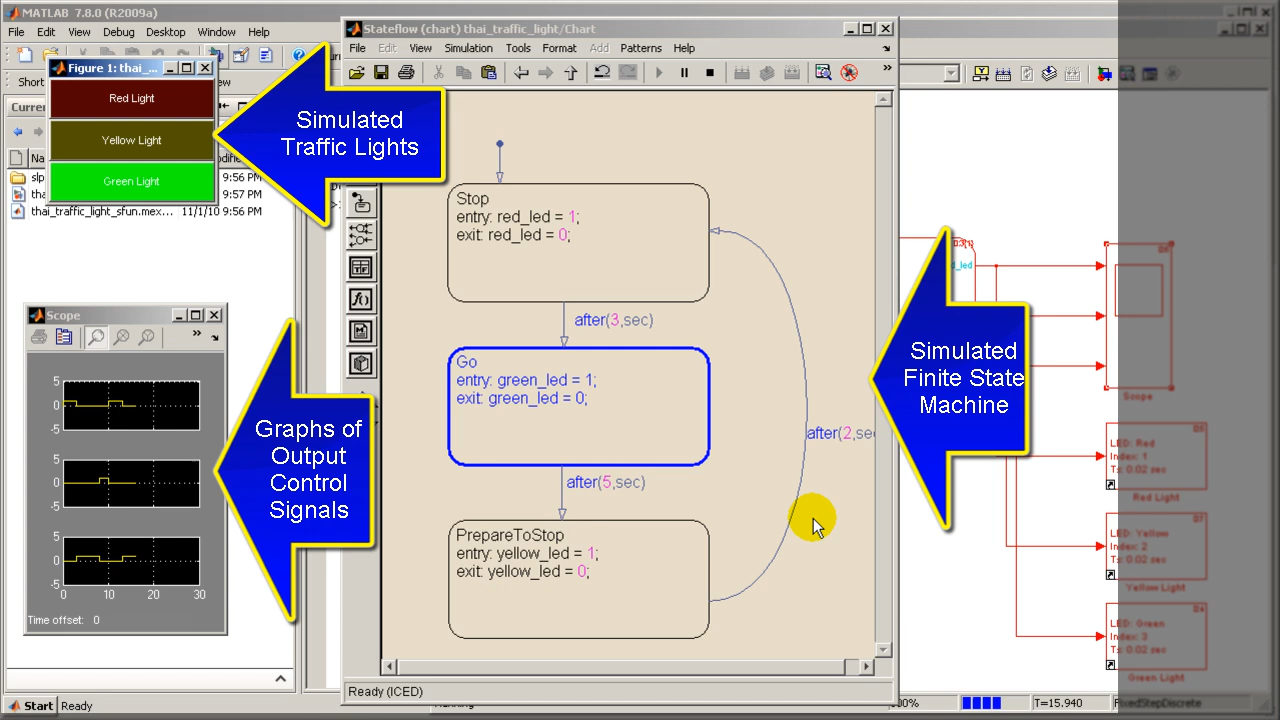 MATLAB 7.8.0 (R2009a)
File Edit View Debug Desktop Window Help
Short
Figure 1: thai_...
Red Light
Yellow Light
Green Light
Simulated
Traffic Lights
9:56 PM
9:57 PM
thai_traffic_light_sfun.mex... 11/1/10 9:56 PM
Scope
5
0
-5
5
0
-5
5
0
-5
0 10 20 30
Time offset: 0
Graphs of
Output
Control
Signals
Stateflow (chart) thai_traffic_light/Chart
File Edit View Simulation Tools Format Add Patterns Help
Stop
entry: red_led = 1;
exit: red_led = 0;
after(3,sec)
Go
entry: green_led = 1;
exit: green_led = 0;
after(5,sec)
after(2,sec
PrepareToStop
entry: yellow_led = 1;
exit: yellow_led = 0;
Ready (ICED)
Simulated
Finite State
Machine
Scope
LED: Red
Index: 1
Ts: 0.02 sec
Red Light
LED: Yellow
Index: 2
Ts: 0.02 sec
Yellow Light
LED: Green
Index: 3
Ts: 0.02 sec
Green Light
Start Ready
T=15.940
FixedStepDiscrete